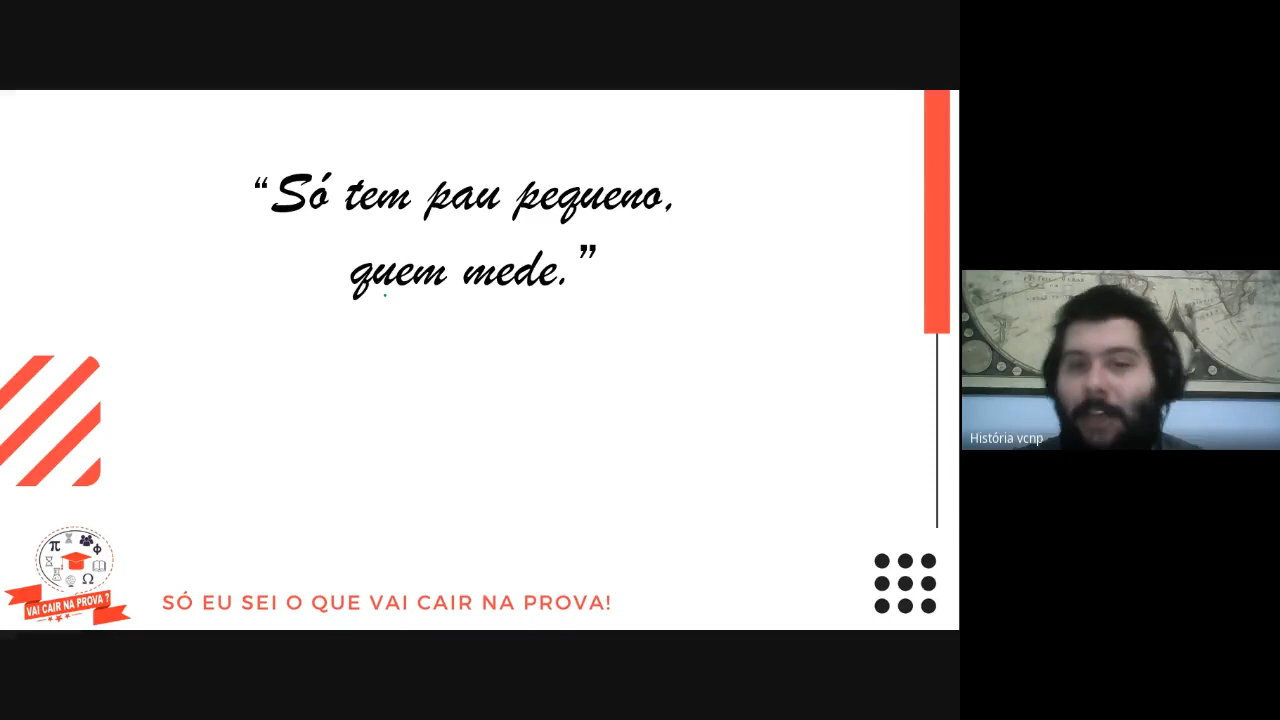 “Só tem pau pequeno,
quem mede.”
VAI CAIR NA PROVA ?
SÓ EU SEI O QUE VAI CAIR NA PROVA!
História vcnp